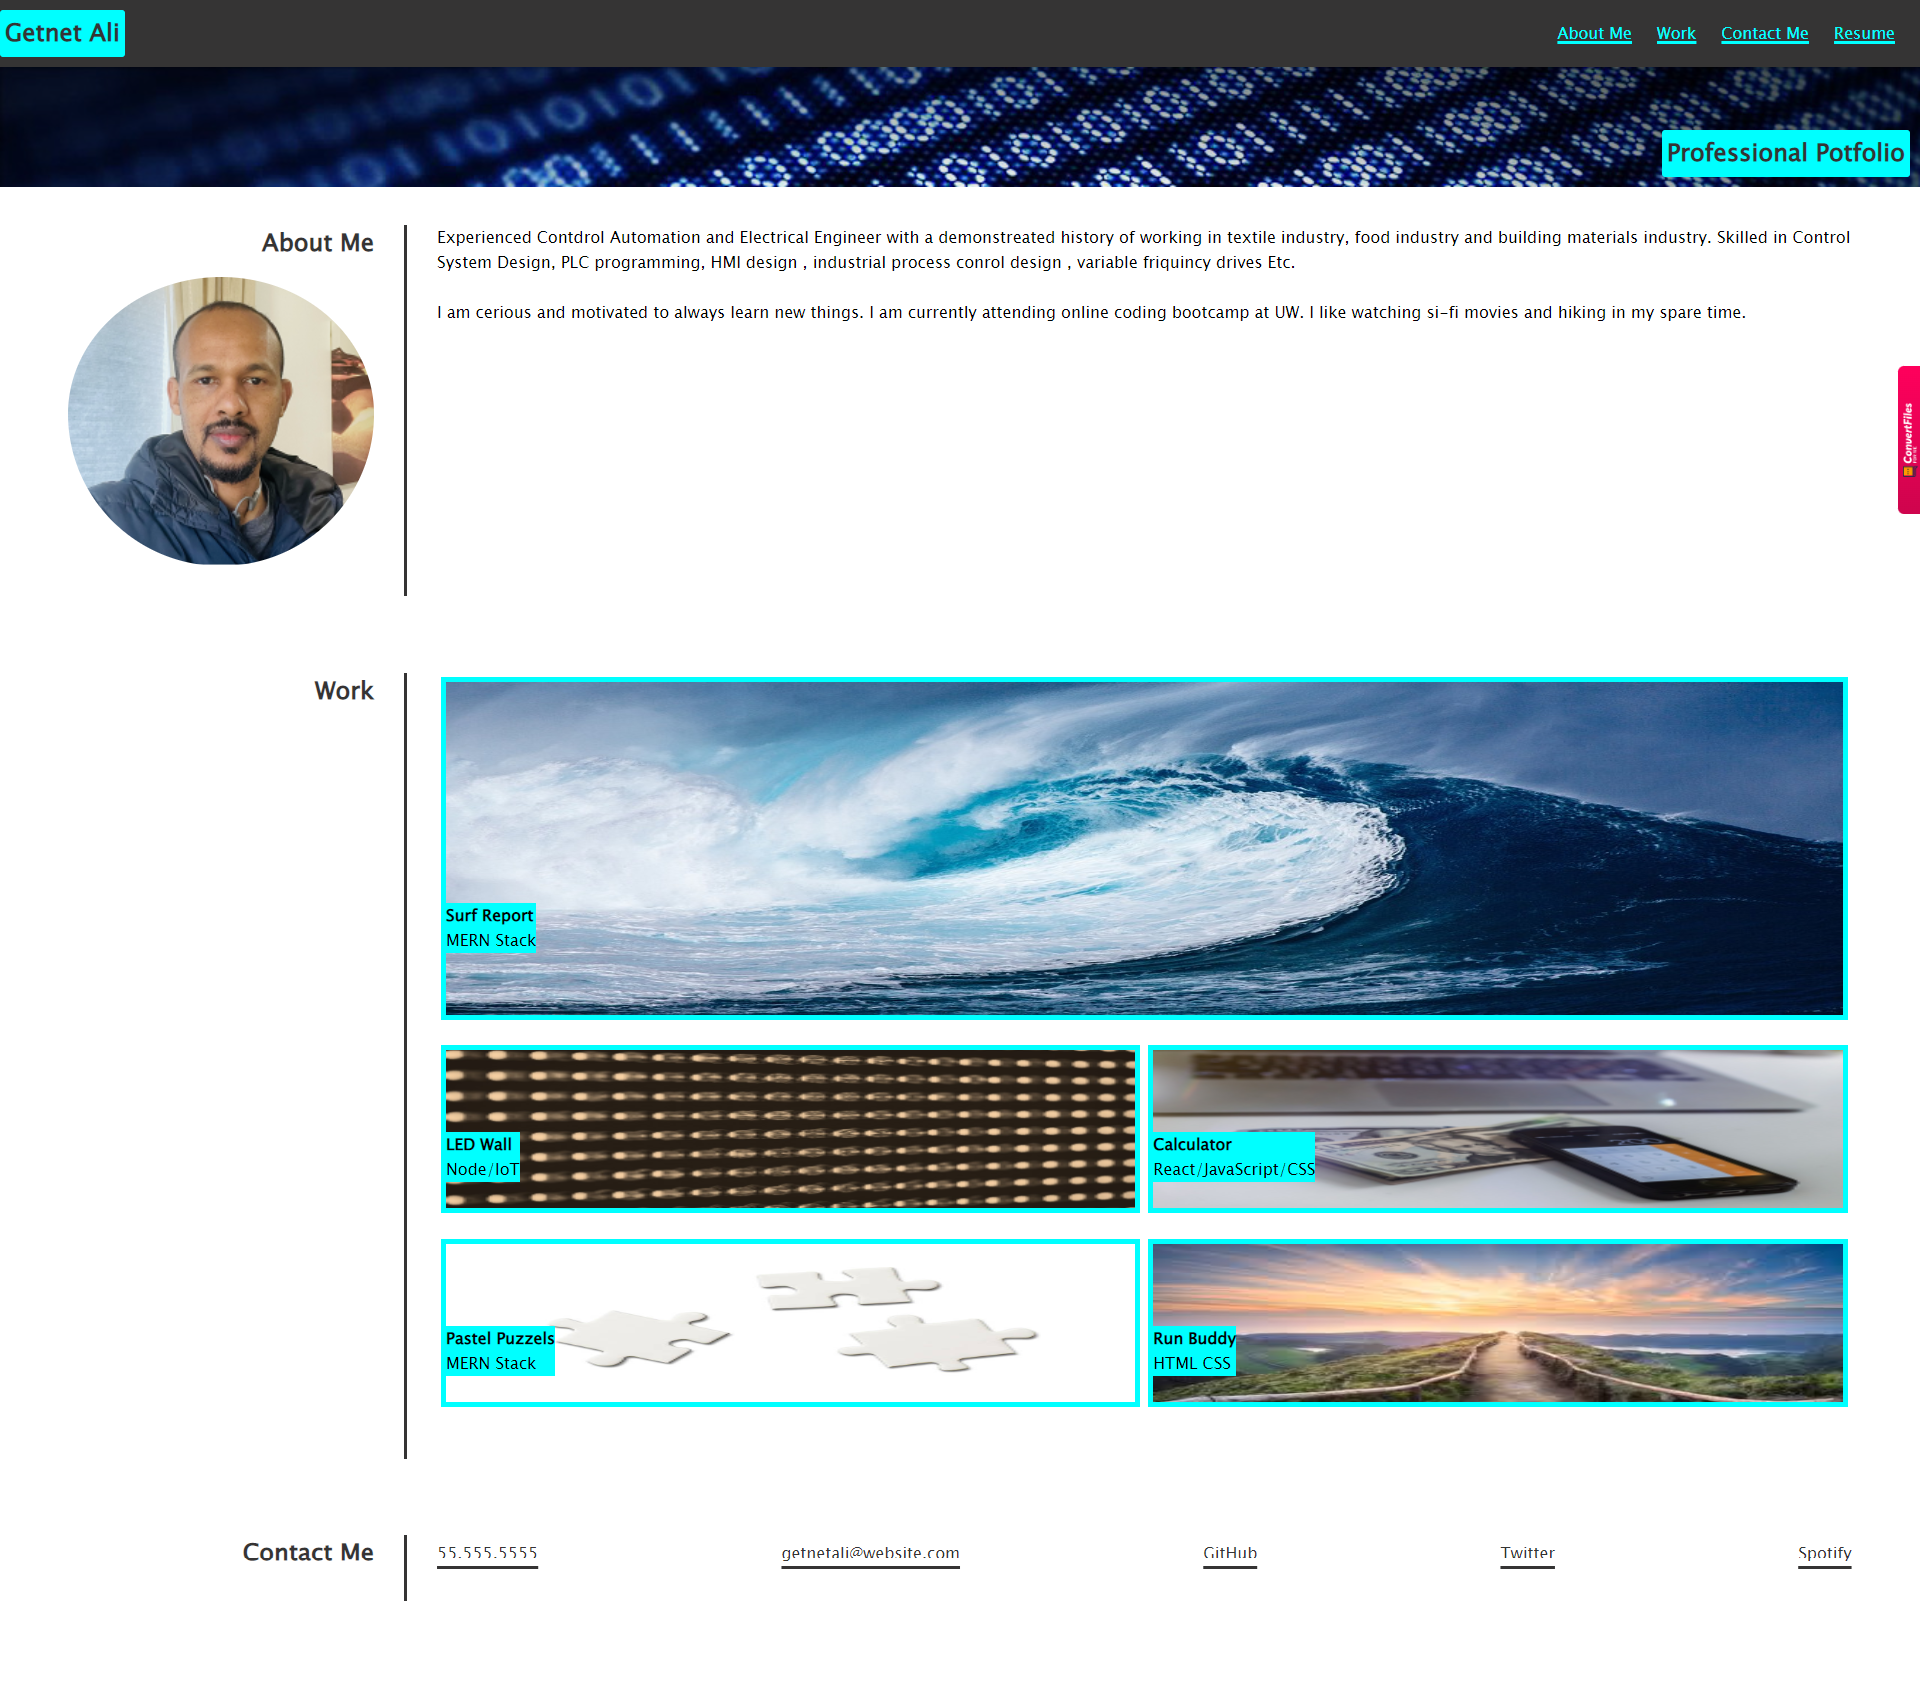 Getnet Ali
About Me Work Contact Me Resume
Professional Potfolio
About Me
Experienced Contdrol Automation and Electrical Engineer with a demonstreated history of working in textile industry, food industry and building materials industry. Skilled in Control
System Design, PLC programming, HMI design , industrial process conrol design , variable friquincy drives Etc.
I am cerious and motivated to always learn new things. I am currently attending online coding bootcamp at UW. I like watching si-fi movies and hiking in my spare time.
ConvertFiles
Work
Surf Report
MERN Stack
LED Wall
Node/IoT
Calculator
React/JavaScript/CSS
Pastel Puzzels
MERN Stack
Run Buddy
HTML CSS
Contact Me
55.555.5555
getnetali@website.com
GitHub
Twitter
Spotify